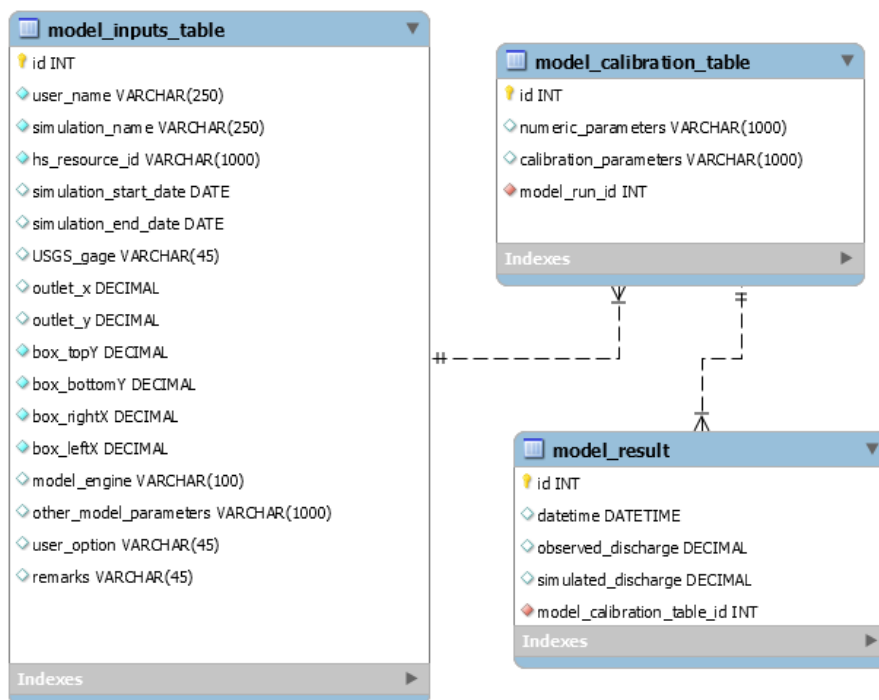 model_inputs_table
id INT
user_name VARCHAR(250)
simulation_name VARCHAR(250)
hs_resource_id VARCHAR(1000)
simulation_start_date DATE
simulation_end_date DATE
USGS_gage VARCHAR(45)
outlet_x DECIMAL
outlet_y DECIMAL
box_topY DECIMAL
box_bottomY DECIMAL
box_rightX DECIMAL
box_leftX DECIMAL
model_engine VARCHAR(100)
other_model_parameters VARCHAR(1000)
user_option VARCHAR(45)
remarks VARCHAR(45)
Indexes
model_calibration_table
id INT
numeric_parameters VARCHAR(1000)
calibration_parameters VARCHAR(1000)
model_run_id INT
Indexes
model_result
id INT
datetime DATETIME
observed_discharge DECIMAL
simulated_discharge DECIMAL
model_calibration_table_id INT
Indexes